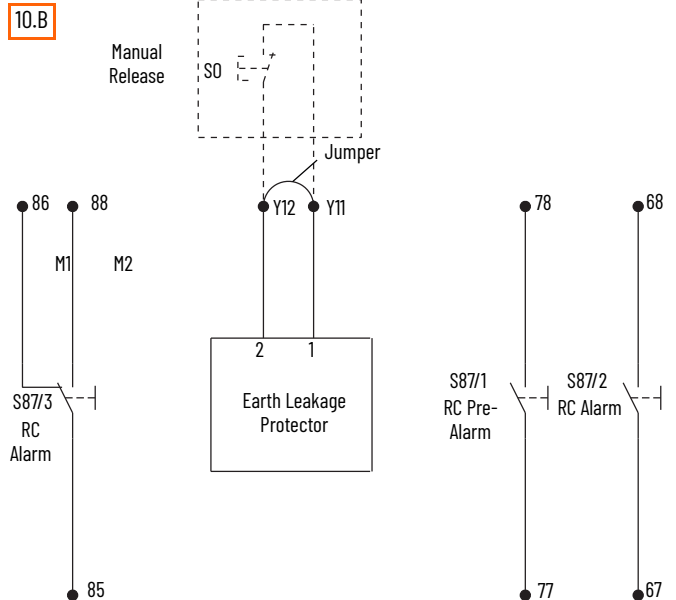 10.B
Manual
Release
S0
Jumper
86
88
Y12
Y11
78
68
M1
M2
2
1
Earth Leakage
Protector
S87/3
RC
Alarm
S87/1
RC Pre-
Alarm
S87/2
RC Alarm
85
77
67